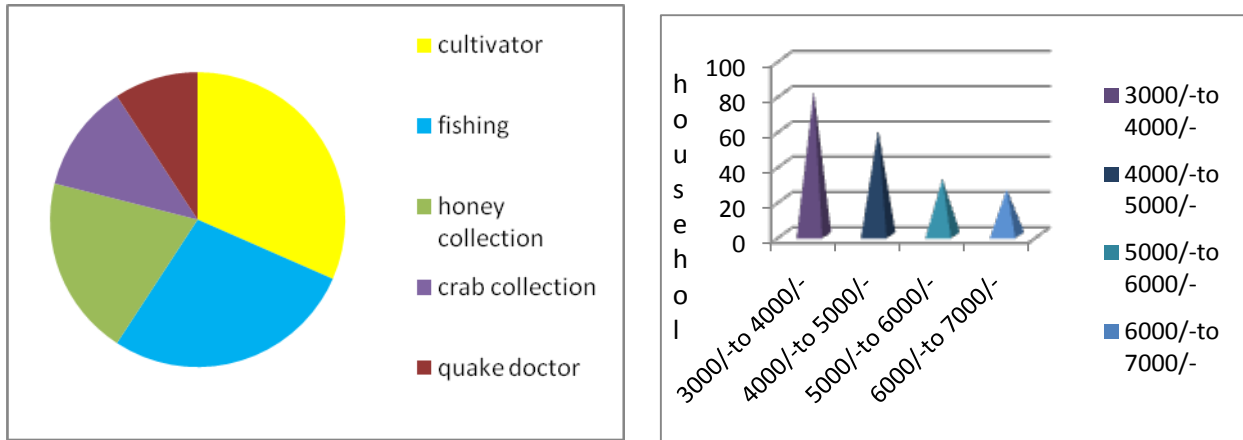 cultivator
fishing
honey
collection
crab collection
quake doctor
househol
100
80
60
40
20
0
3000/-to 4000/-
4000/-to 5000/-
5000/-to 6000/-
6000/-to 7000/-
3000/-to
4000/-
4000/-to
5000/-
5000/-to
6000/-
6000/-to
7000/-